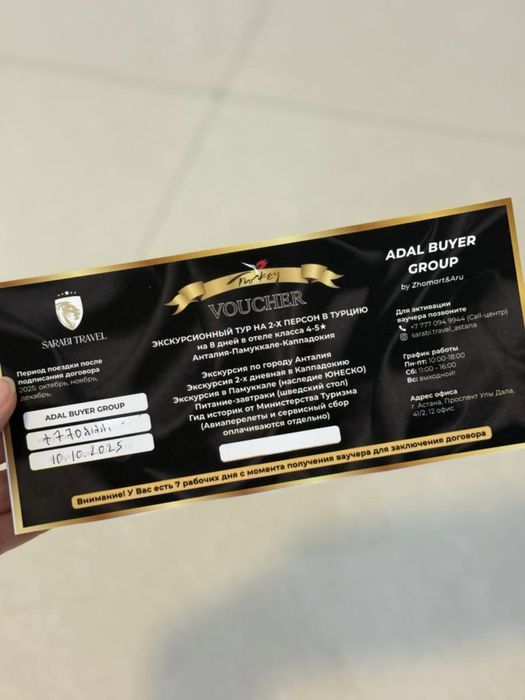 SARABI TRAVEL
Период поездки после
подписания договора
2025: октябрь, ноябрь,
декабрь.
ADAL BUYER GROUP
10.10.2025
Turkey
VOUCHER
ЭКСКУРСИОННЫЙ ТУР НА 2-Х ПЕРСОН В ТУРЦИЮ
на 8 дней в отеле класса 4-5★
Анталия-Памуккале-Каппадокия
Экскурсия по городу Анталия
Экскурсия 2-х дневная в Каппадокию
Экскурсия в Памуккале (наследие ЮНЕСКО)
Питание-завтраки (шведский стол)
Гид историк от Министерства Туризма
(Авиаперелеты и сервисный сбор
оплачиваются отдельно)
ADAL BUYER
GROUP
by Zhomart&Aru
Для активации
ваучера позвоните
+7 777 094 9944 (Call-центр)
sarabi.travel_astana
График работы
Пн-пт: 10:00-18:00
Сб: 11:00 - 16:00
Вс: выходной!
Адрес офиса
г. Астана, Проспект Улы Дала,
41/2, 12 офис
Внимание! У Вас есть 7 рабочих дня с момента получения ваучера для заключения договора